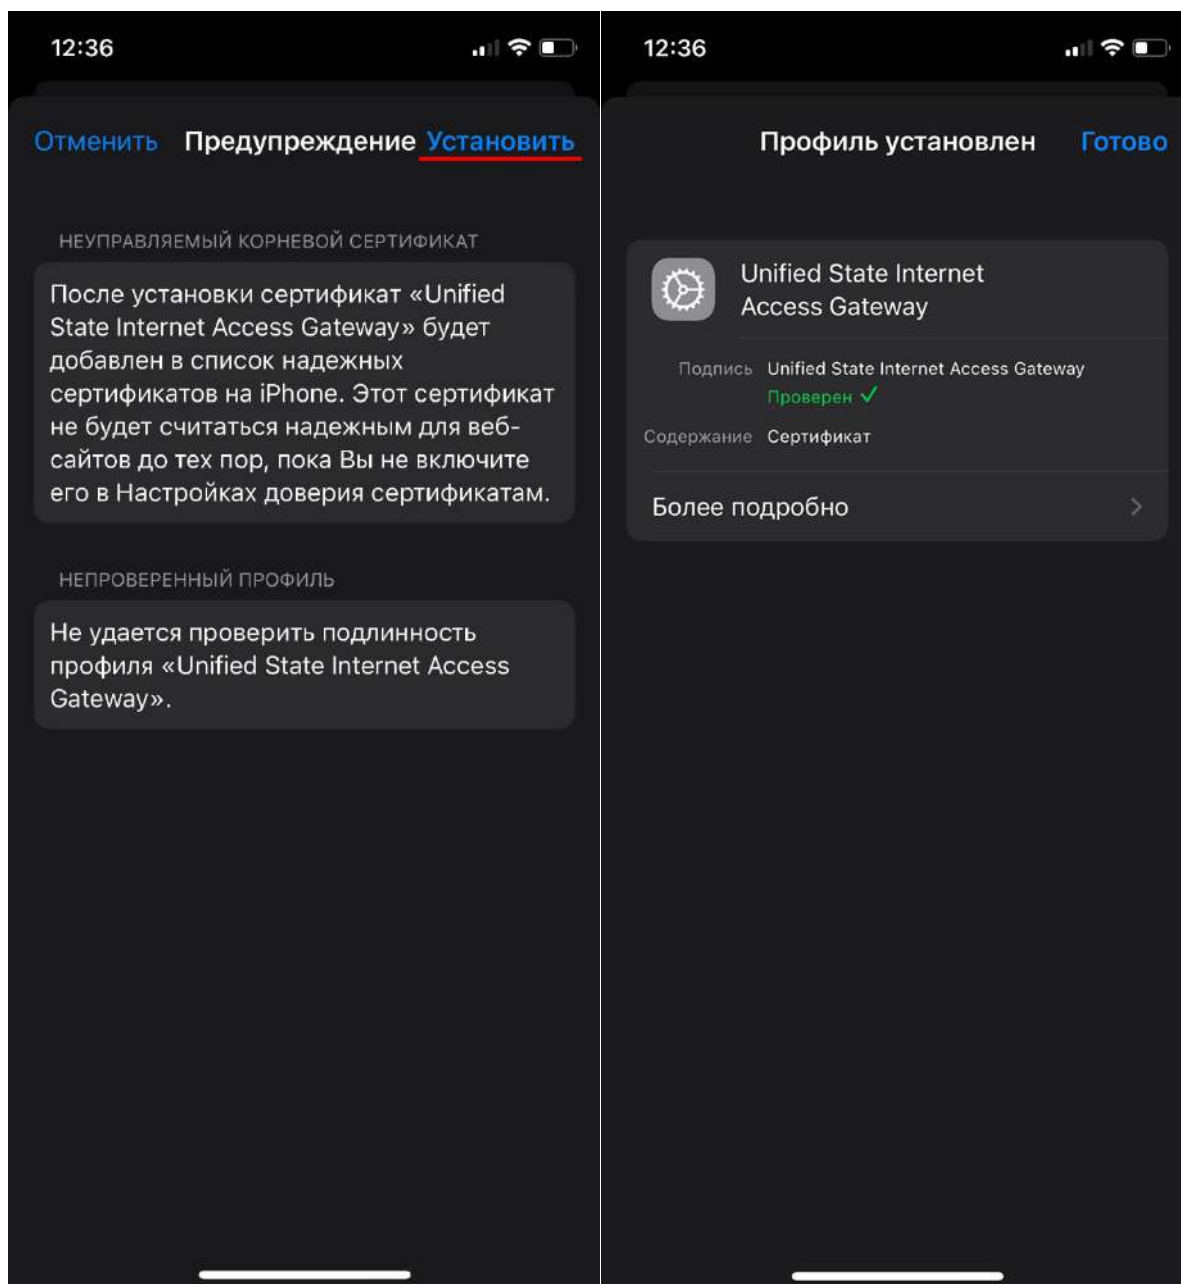 12:36
Отменить Предупреждение Установить
НЕУПРАВЛЯЕМЫЙ КОРНЕВОЙ СЕРТИФИКАТ
После установки сертификат «Unified
State Internet Access Gateway» будет
добавлен в список надежных
сертификатов на iPhone. Этот сертификат
не будет считаться надежным для веб-
сайтов до тех пор, пока Вы не включите
его в Настройках доверия сертификатам.
НЕПРОВЕРЕННЫЙ ПРОФИЛЬ
Не удается проверить подлинность
профиля «Unified State Internet Access
Gateway».
12:36
Профиль установлен Готово
Unified State Internet
Access Gateway
Подпись Unified State Internet Access Gateway
Проверен ✓
Содержание Сертификат
Более подробно